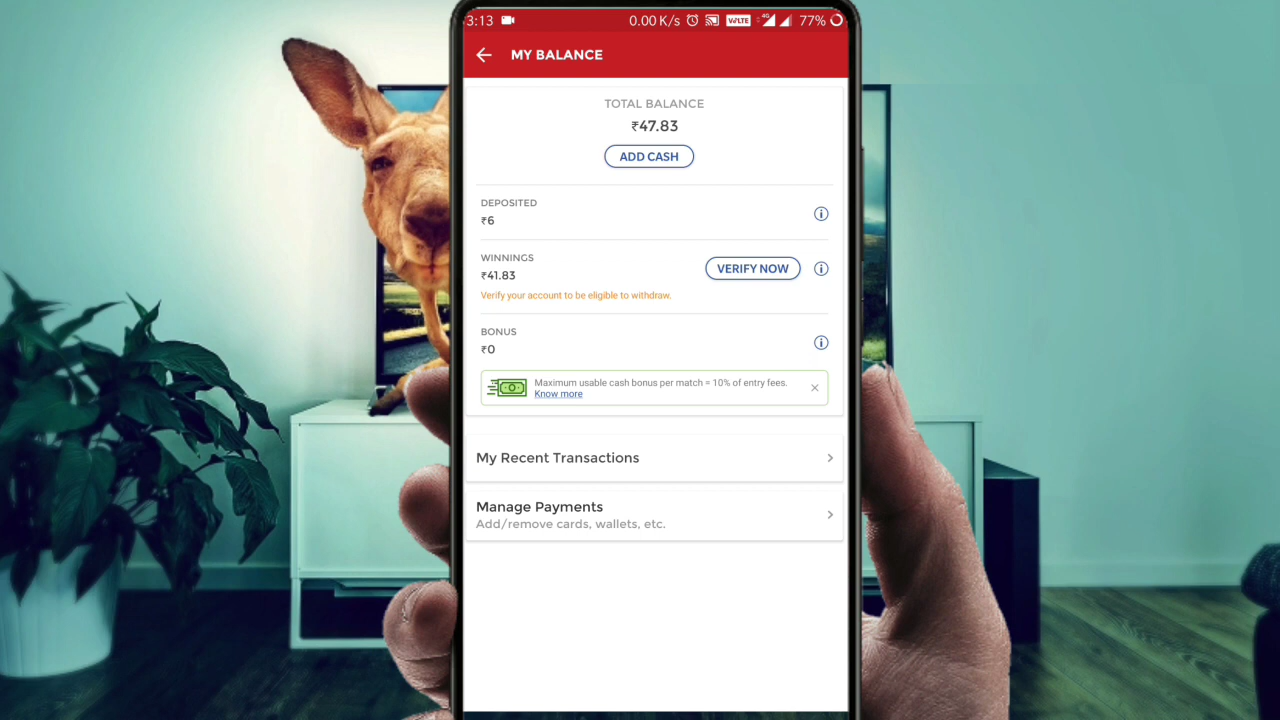 3:13 0.00 K/s VoLTE 4G 77%
MY BALANCE
TOTAL BALANCE
₹47.83
ADD CASH
DEPOSITED
₹6
WINNINGS
₹41.83
VERIFY NOW
Verify your account to be eligible to withdraw.
BONUS
₹0
Maximum usable cash bonus per match = 10% of entry fees.
Know more
My Recent Transactions
Manage Payments
Add/remove cards, wallets, etc.